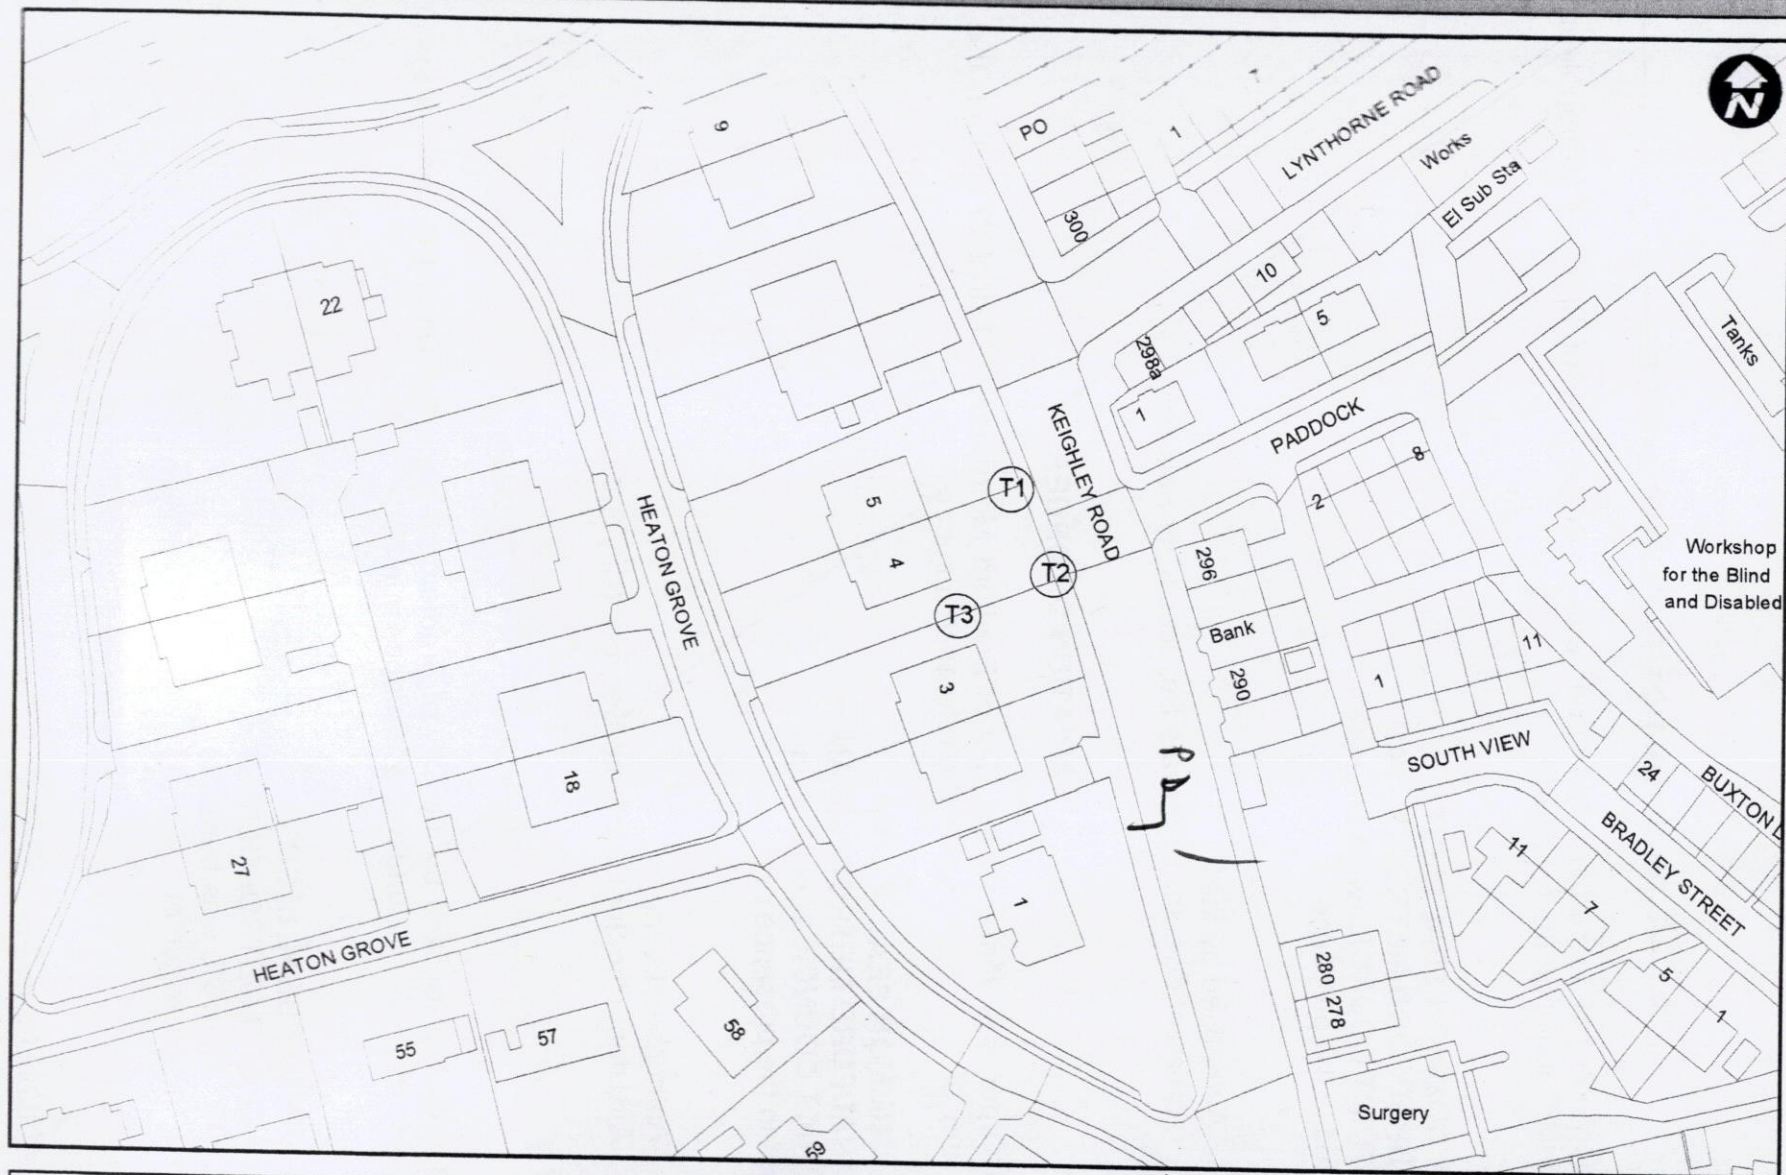 N
9
PO
1
LYNTHORNE ROAD
Works
El Sub Sta
300
10
5
298a
1
22
Tanks
KEIGHLEY ROAD
PADDOCK
8
2
T1
5
4
HEATON GROVE
T2
T3
296
Bank
290
Workshop
for the Blind
and Disabled
11
1
3
18
27
SOUTH VIEW
24
BUXTON
BRADLEY STREET
11
7
1
HEATON GROVE
280
278
5
1
55
57
58
59
Surgery